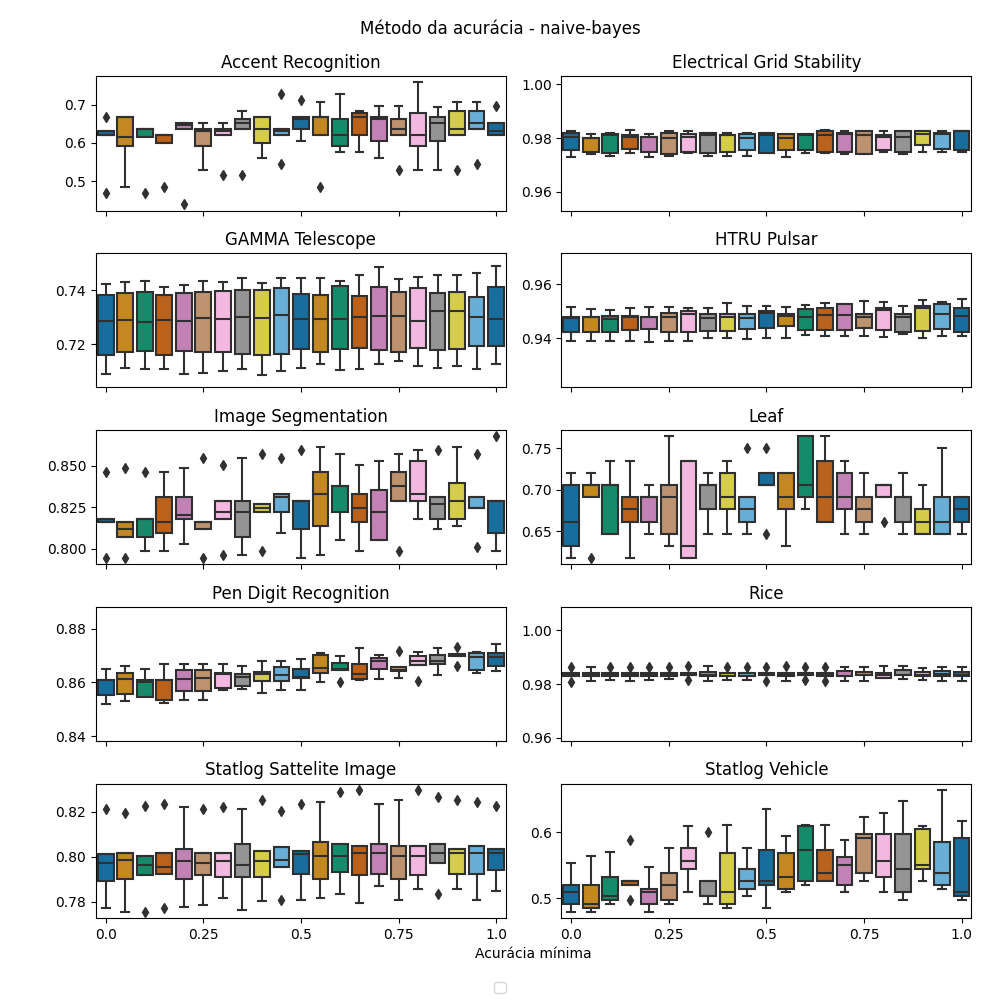 Método da acurácia - naive-bayes
Accent Recognition
0.7
0.6
0.5
Electrical Grid Stability
1.00
0.98
0.96
GAMMA Telescope
0.74
0.72
HTRU Pulsar
0.96
0.94
Image Segmentation
0.850
0.825
0.800
Leaf
0.75
0.70
0.65
Pen Digit Recognition
0.88
0.86
0.84
Rice
1.00
0.98
0.96
Statlog Sattelite Image
0.82
0.80
0.78
0.0 0.25 0.5 0.75 1.0
Statlog Vehicle
0.6
0.5
0.0 0.25 0.5 0.75 1.0
Acurácia mínima